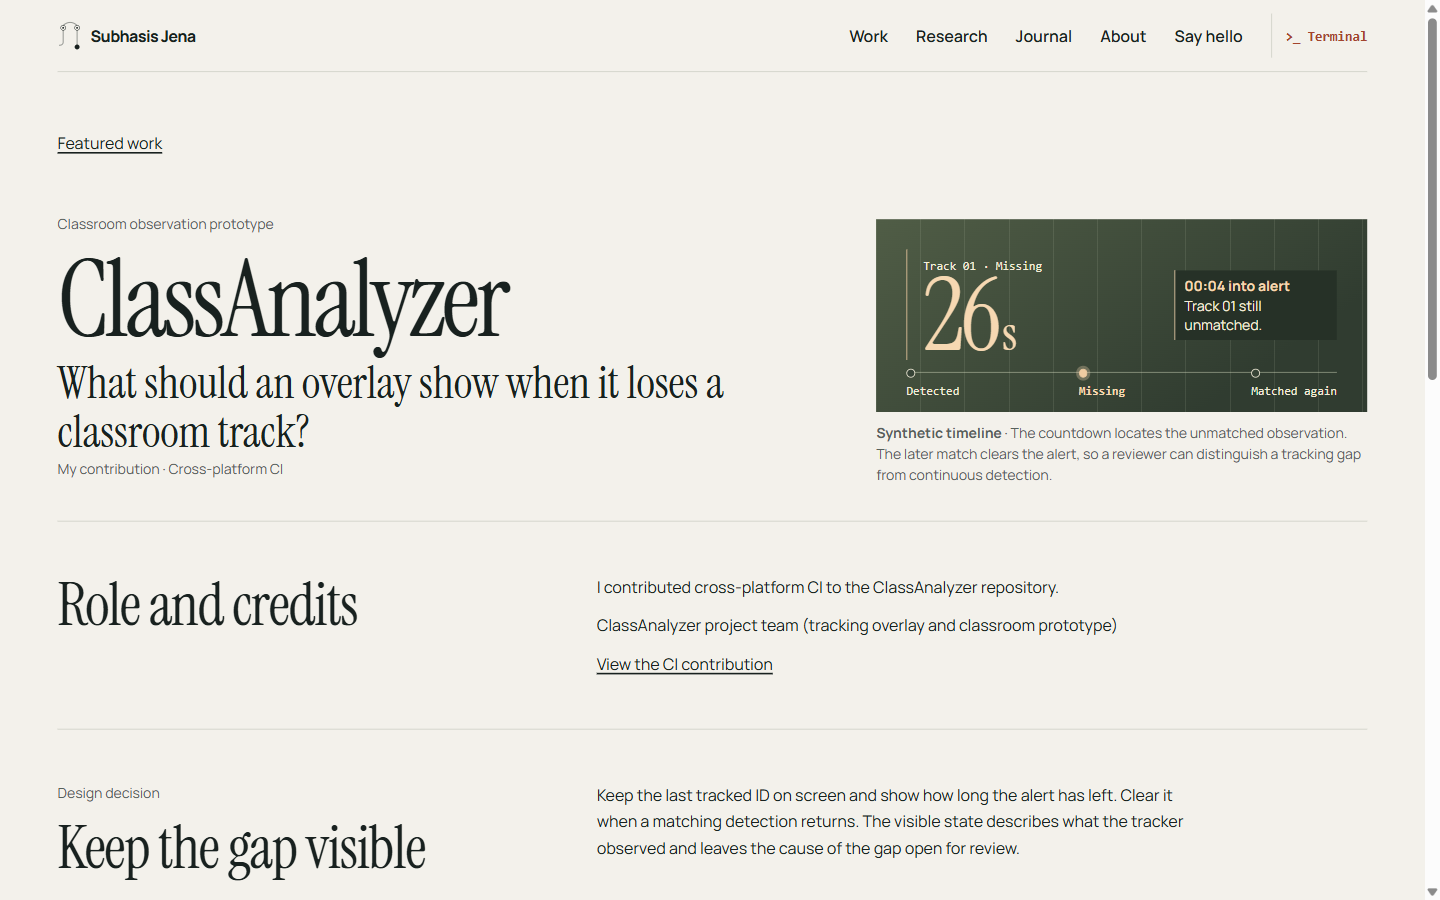 Subhasis Jena
Work
Research
Journal
About
Say hello
>_ Terminal
Featured work
Classroom observation prototype
ClassAnalyzer
What should an overlay show when it loses a
classroom track?
My contribution · Cross-platform CI
Track 01 · Missing
26s
00:04 into alert
Track 01 still
unmatched.
Detected
Missing
Matched again
Synthetic timeline · The countdown locates the unmatched observation.
The later match clears the alert, so a reviewer can distinguish a tracking gap
from continuous detection.
Role and credits
I contributed cross-platform CI to the ClassAnalyzer repository.
ClassAnalyzer project team (tracking overlay and classroom prototype)
View the CI contribution
Design decision
Keep the gap visible
Keep the last tracked ID on screen and show how long the alert has left. Clear it
when a matching detection returns. The visible state describes what the tracker
observed and leaves the cause of the gap open for review.